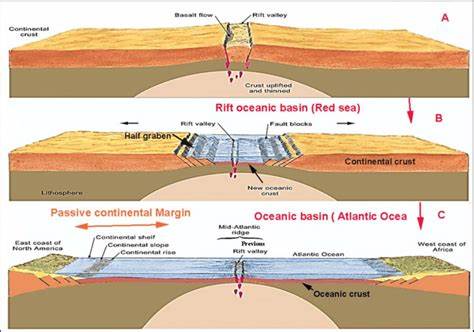 Basalt flow
Rift valley
A
Continental
crust
Crust uplifted
and thinned
Rift oceanic basin (Red sea)
B
Rift valley
Fault blocks
Half graben
Continental crust
Lithosphere
New oceanic
crust
Passive continental Margin
Oceanic basin ( Atlantic Ocea
C
East coast of
North America
Continental shelf
Continental slope
Continental rise
Mid-Atlantic
ridge
Previous
Rift valley
Atlantic Ocean
West coast of
Africa
Oceanic crust